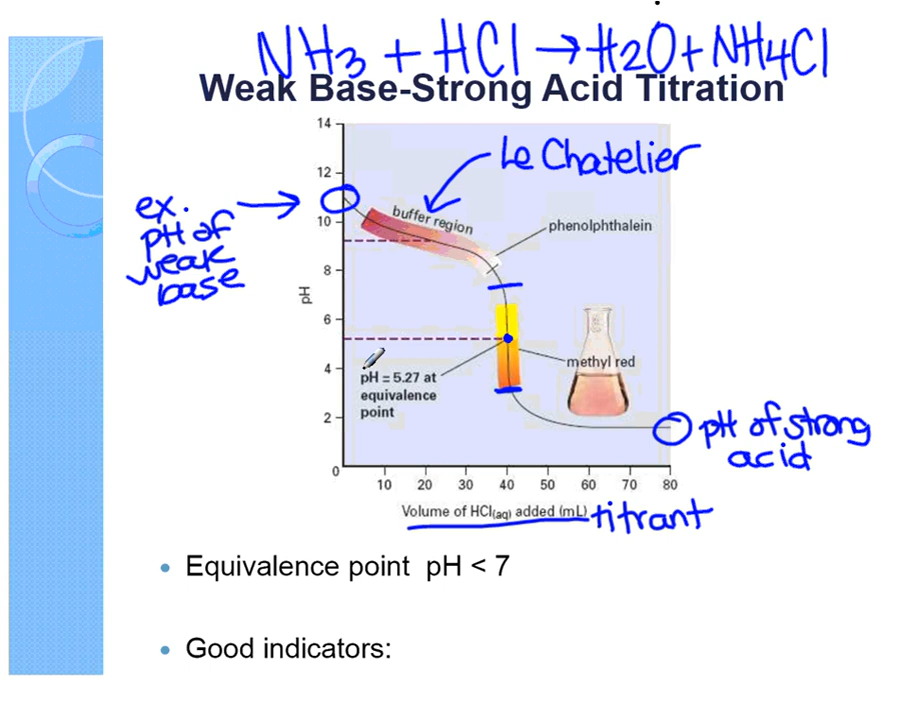 NH3 + HCl → H2O + NH4Cl
Weak Base-Strong Acid Titration
14
12
10
8
6
4
2
0
pH
Le Chatelier
ex.
pH of
weak
base
buffer region
phenolphthalein
methyl red
pH = 5.27 at
equivalence
point
pH of strong
acid
10 20 30 40 50 60 70 80
Volume of HCl(aq) added (mL) titrant
• Equivalence point pH < 7
• Good indicators: